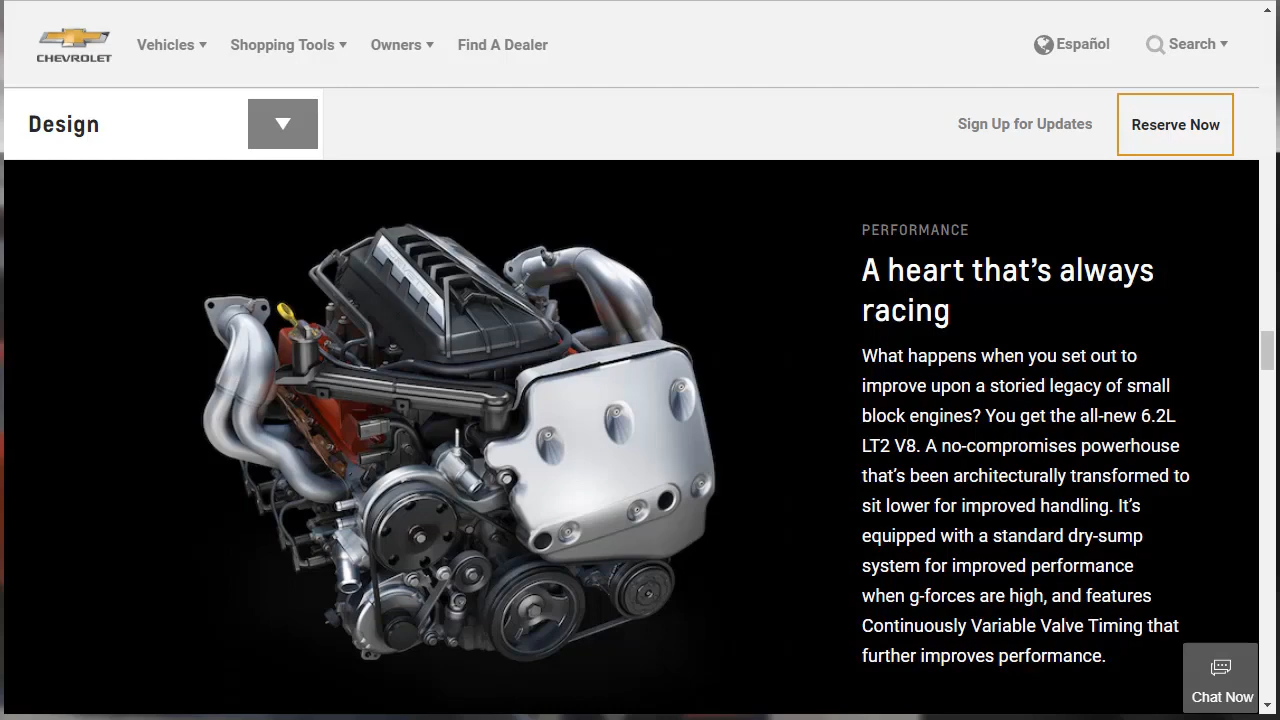 CHEVROLET
Vehicles
Shopping Tools
Owners
Find A Dealer
Español
Search
Design
Sign Up for Updates
Reserve Now
PERFORMANCE
A heart that’s always
racing
What happens when you set out to
improve upon a storied legacy of small
block engines? You get the all-new 6.2L
LT2 V8. A no-compromises powerhouse
that’s been architecturally transformed to
sit lower for improved handling. It’s
equipped with a standard dry-sump
system for improved performance
when g-forces are high, and features
Continuously Variable Valve Timing that
further improves performance.
Chat Now